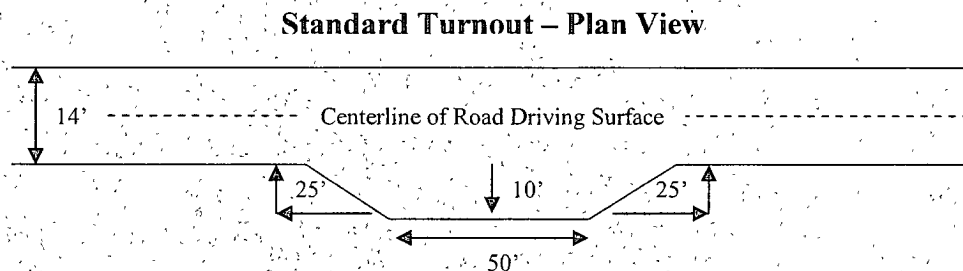 Standard Turnout – Plan View
14’
Centerline of Road Driving Surface
25’
10’
25’
50’